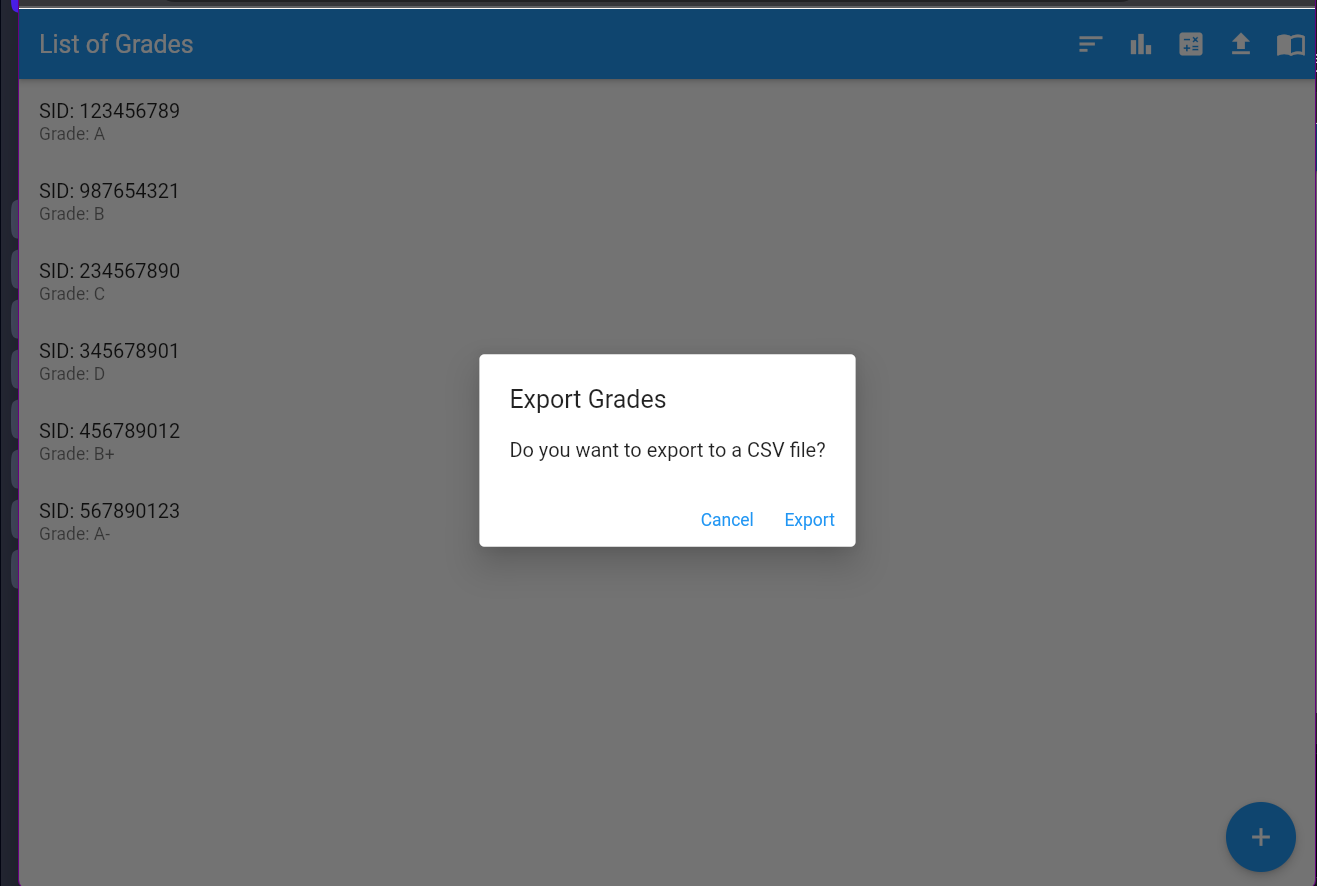 List of Grades
SID: 123456789
Grade: A
SID: 987654321
Grade: B
SID: 234567890
Grade: C
SID: 345678901
Grade: D
SID: 456789012
Grade: B+
SID: 567890123
Grade: A-
Export Grades
Do you want to export to a CSV file?
Cancel Export